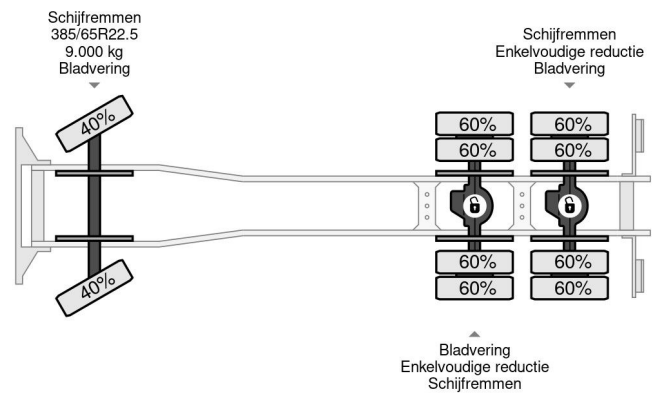 Schijfremmen
385/65R22.5
9.000 kg
Bladvering
Schijfremmen
Enkelvoudige reductie
Bladvering
40%
60%
60%
60%
60%
40%
60%
60%
60%
60%
Bladvering
Enkelvoudige reductie
Schijfremmen